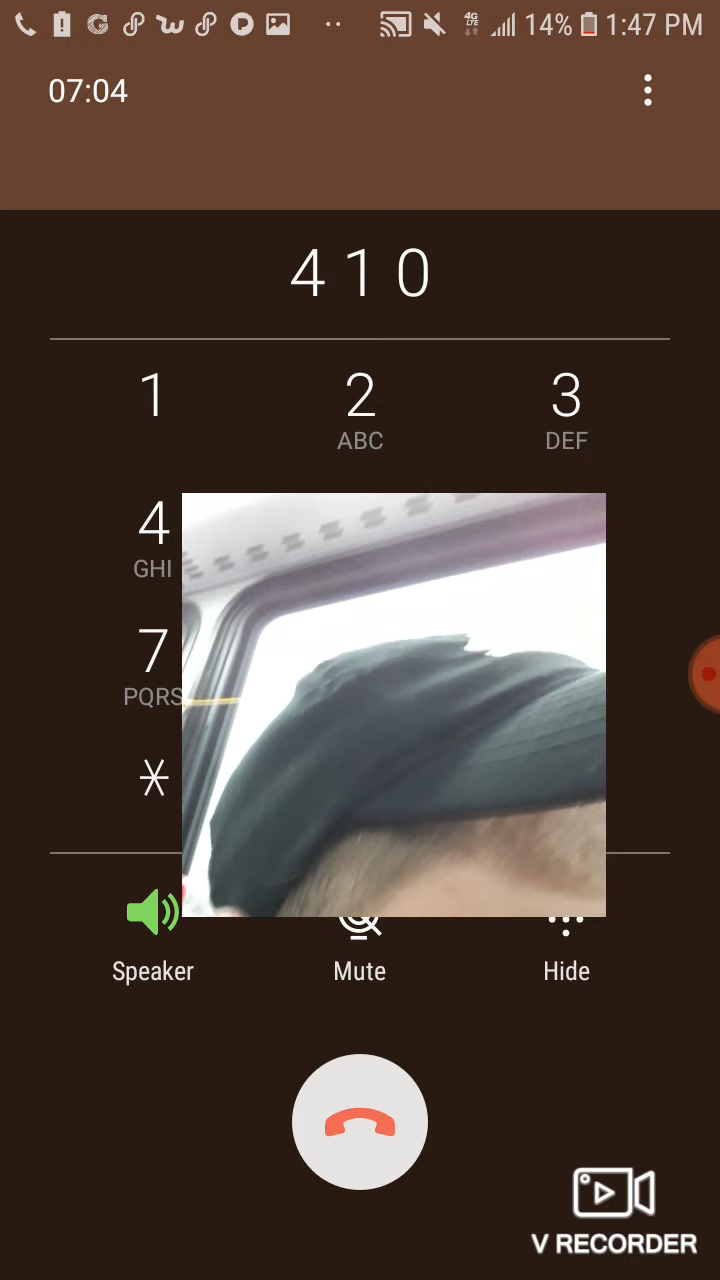 14% 1:47 PM
07:04
410
1 2 3
ABC DEF
4
GHI
7
PQRS
*
Speaker Mute Hide
V RECORDER